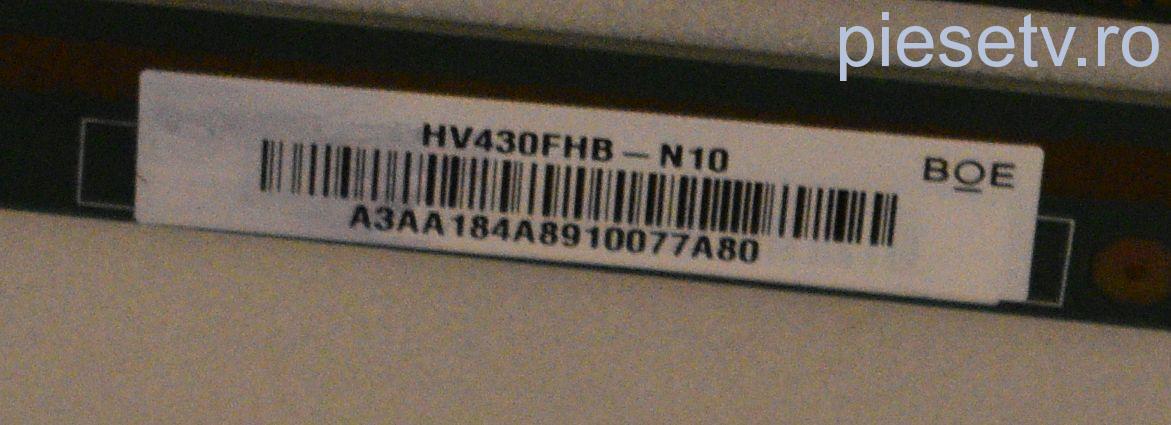 piesetv.ro
HV430FHB – N10
BOE
A3AA184A8910077A80